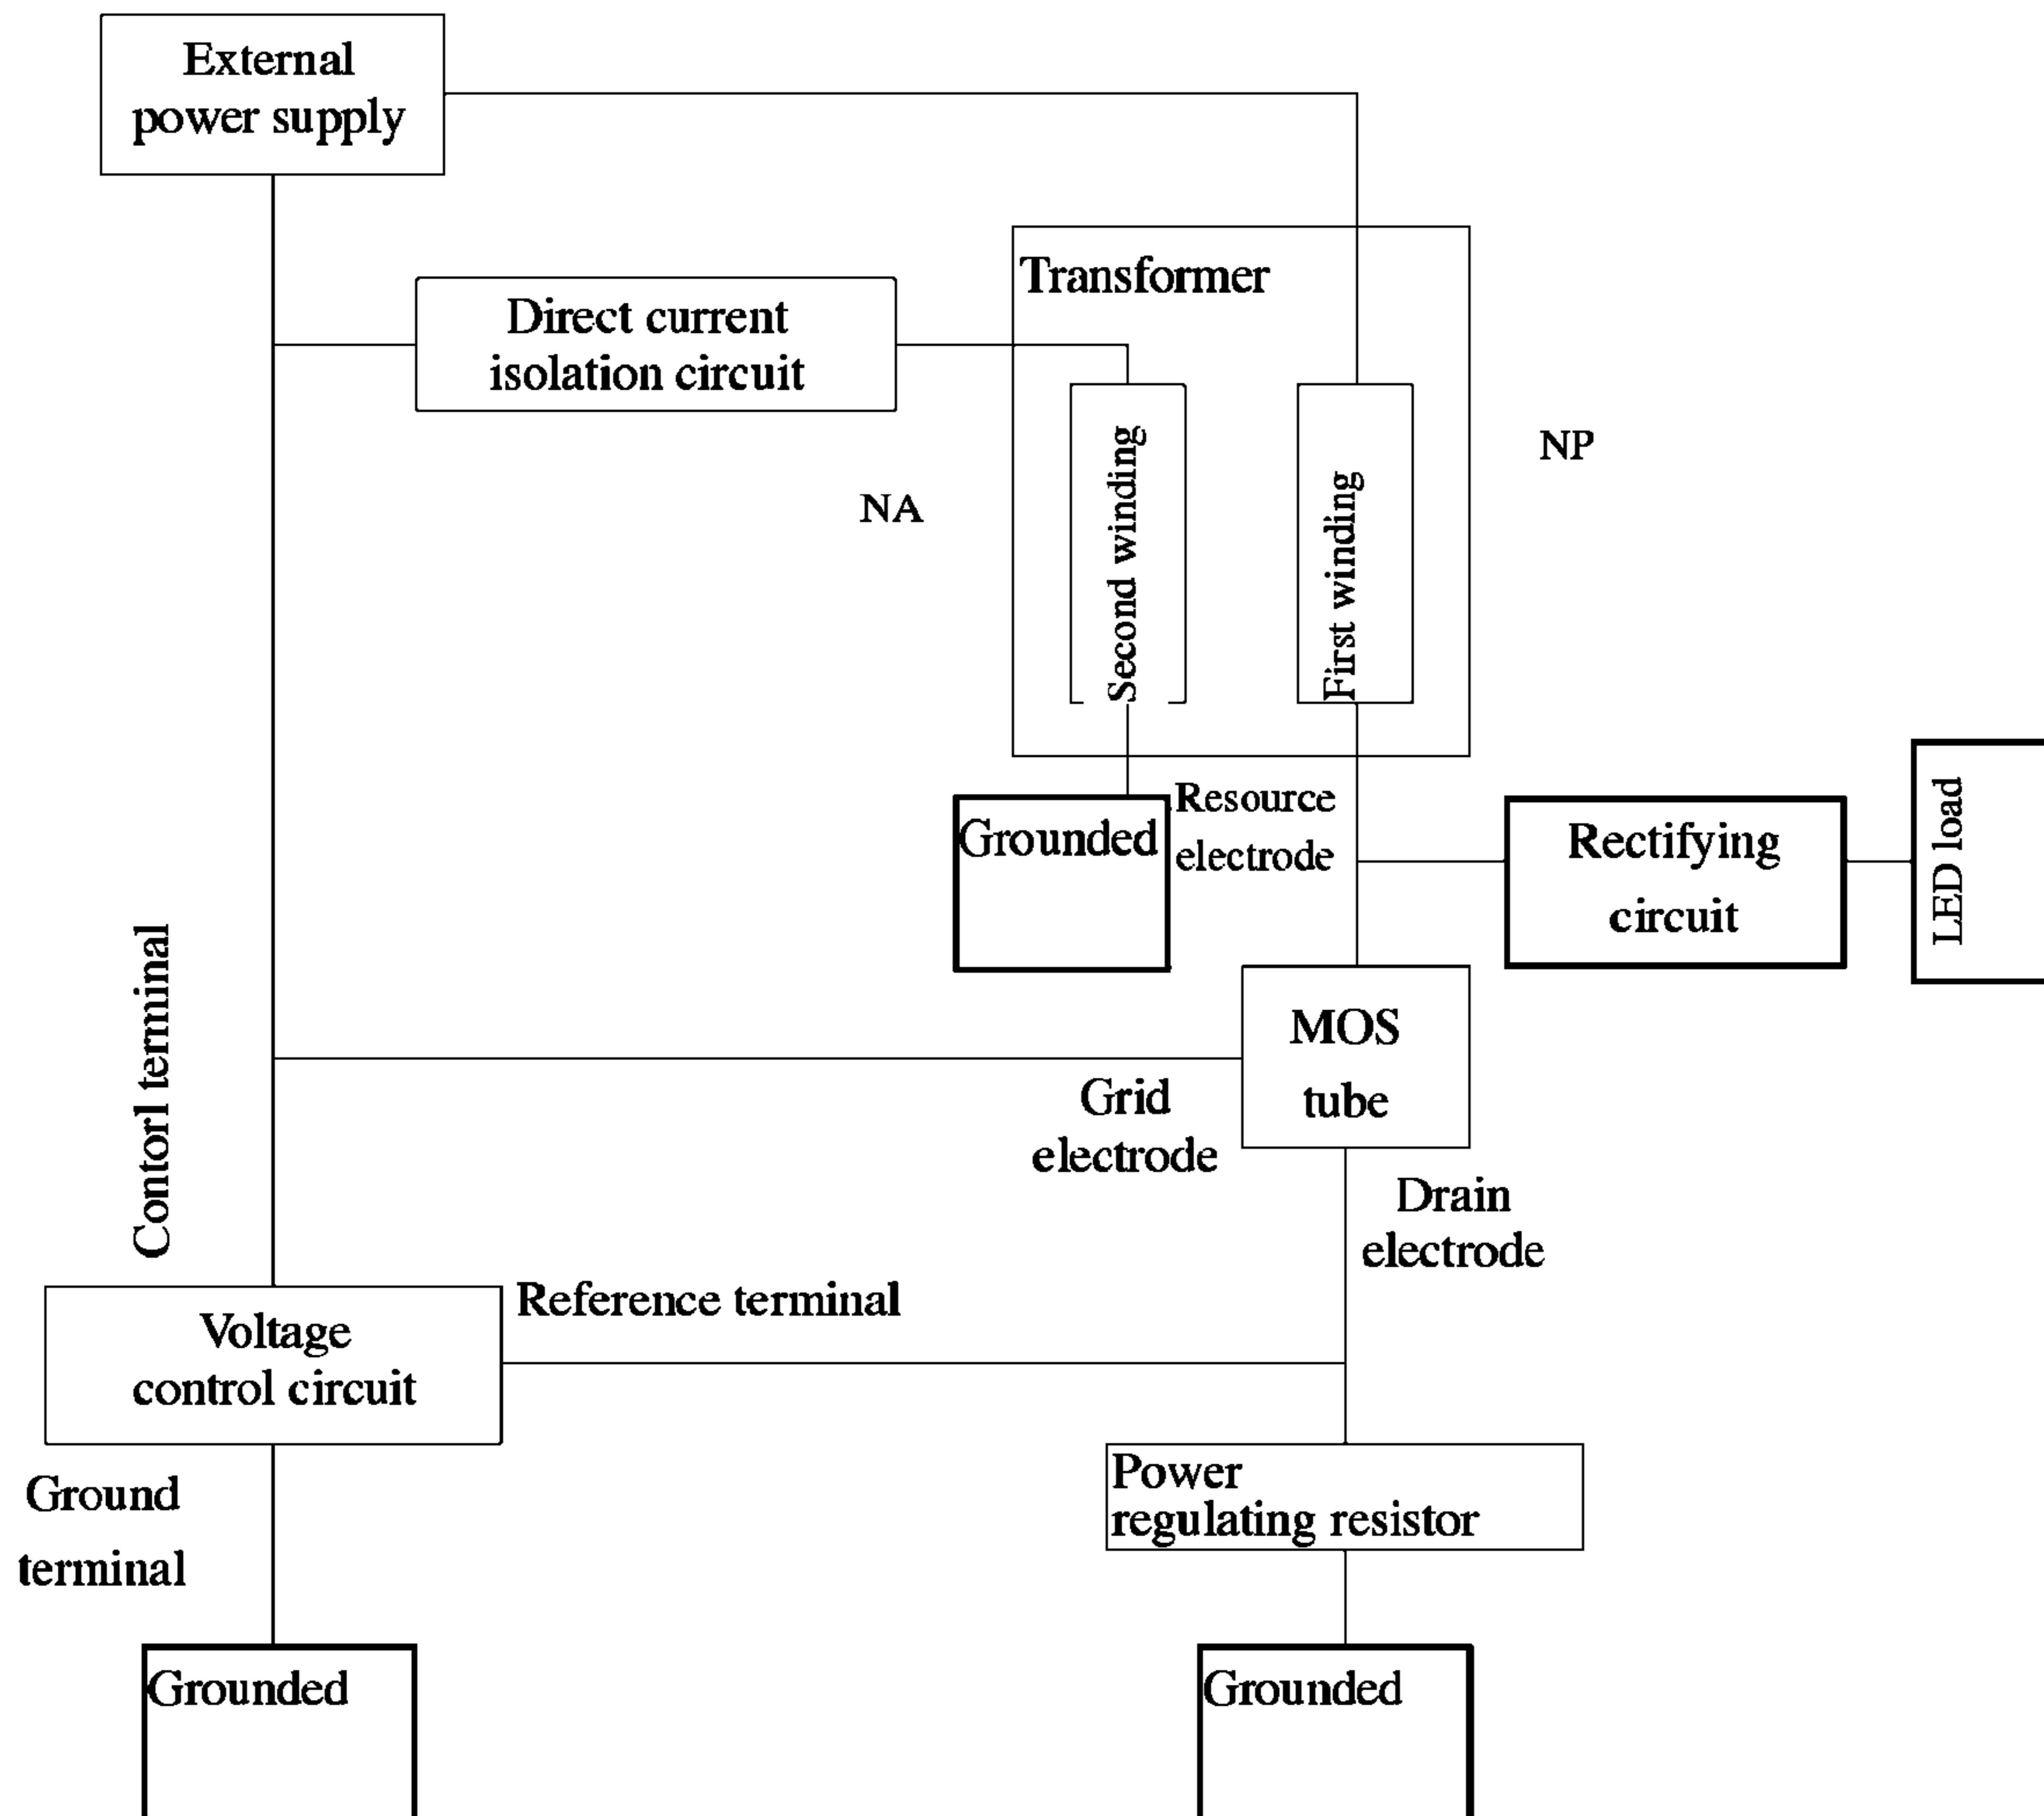 External
power supply
Transformer
Direct current
isolation circuit
NP
NA
Second winding
First winding
Resource
electrode
Grounded
Rectifying
circuit
LED load
MOS
tube
Grid
electrode
Contorl terminal
Drain
electrode
Reference terminal
Voltage
control circuit
Power
regulating resistor
Ground
terminal
Grounded
Grounded